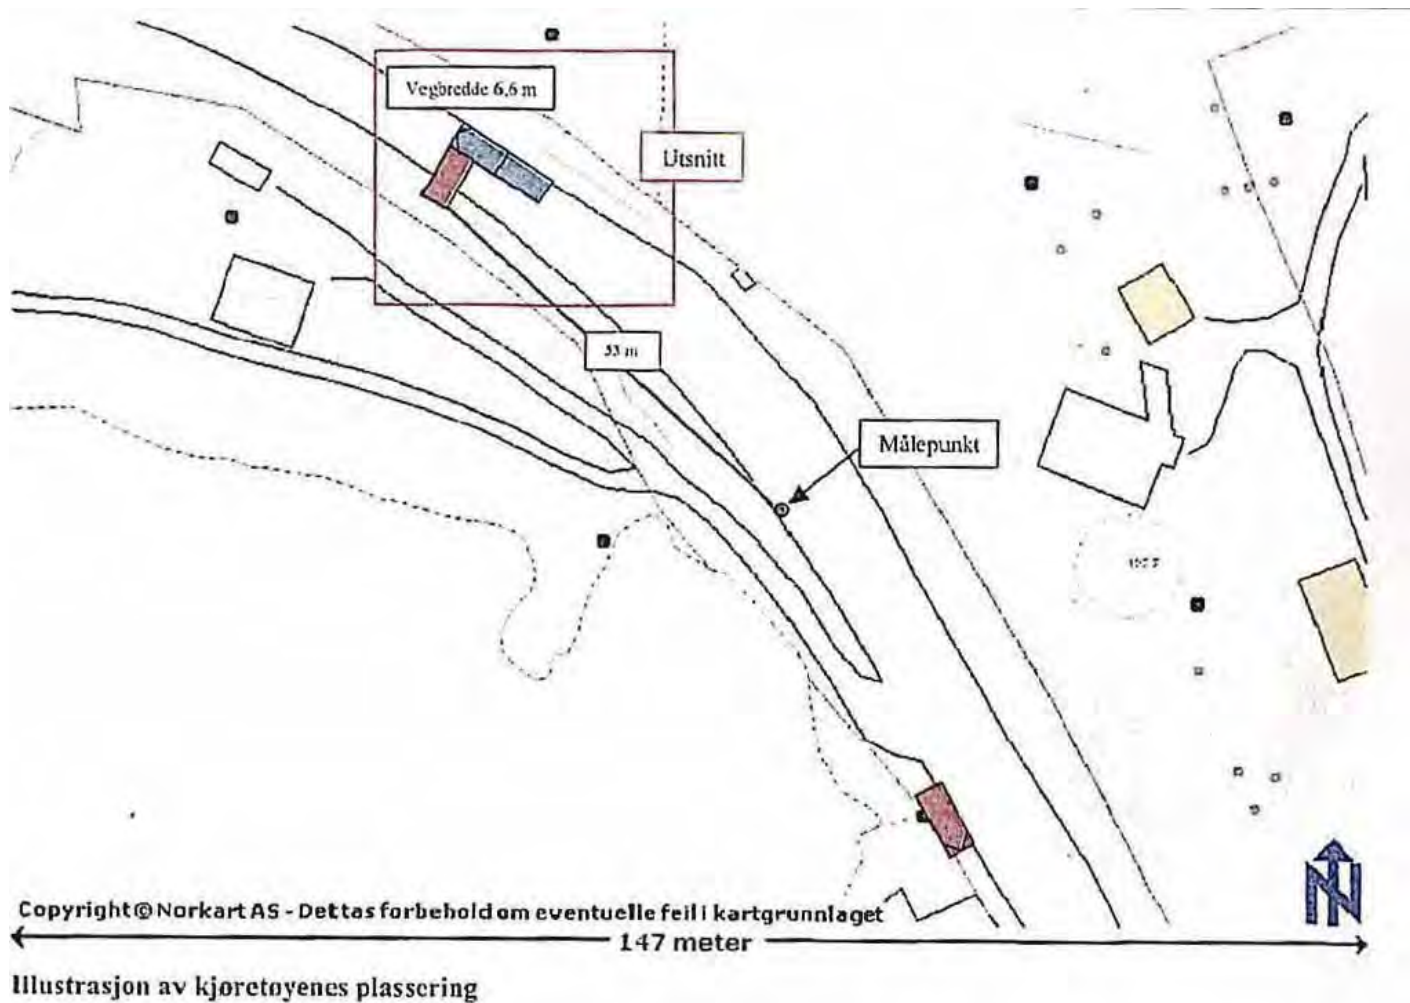 Vegbredde 6,6 m
Utsnitt
33 m
Målepunkt
Copyright © Norkart AS - Det tas forbehold om eventuelle feil i kartgrunnlaget
147 meter
Illustrasjon av kjøretøyenes plassering